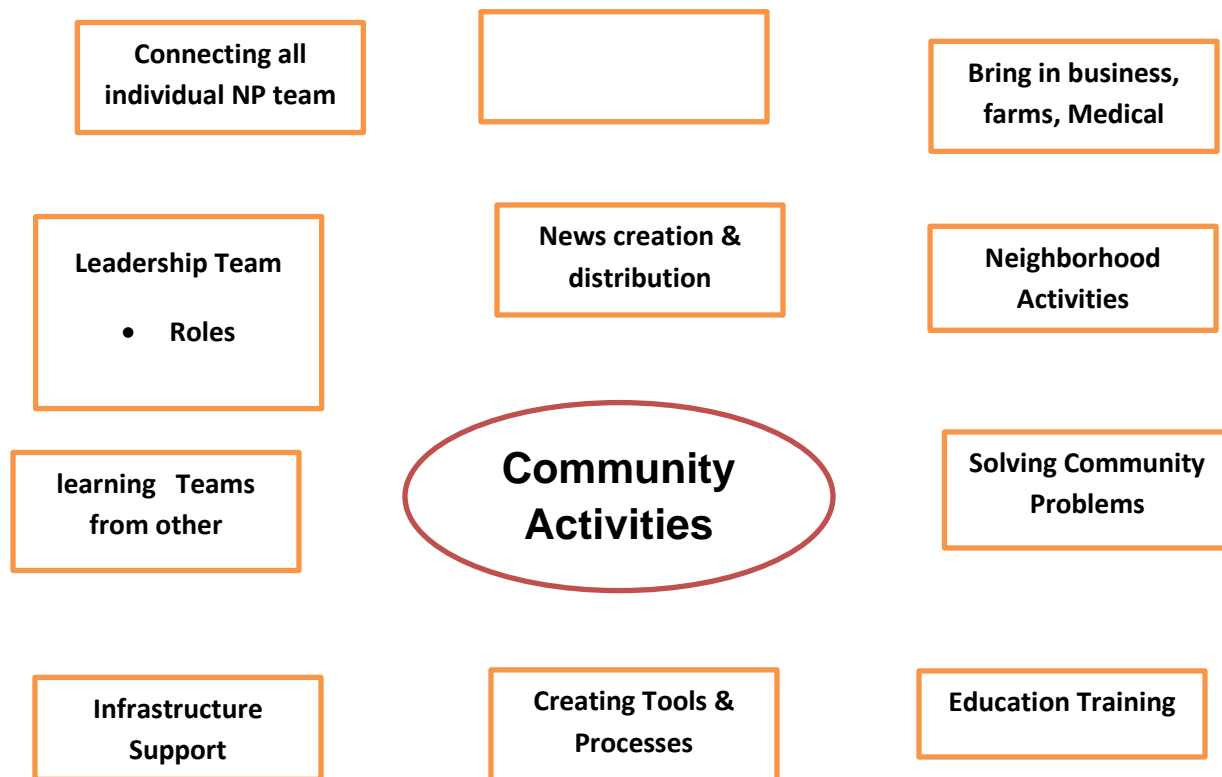 Connecting all
individual NP team
Bring in business,
farms, Medical
Leadership Team
• Roles
News creation &
distribution
Neighborhood
Activities
learning   Teams
from other
Community
Activities
Solving Community
Problems
Infrastructure
Support
Creating Tools &
Processes
Education Training